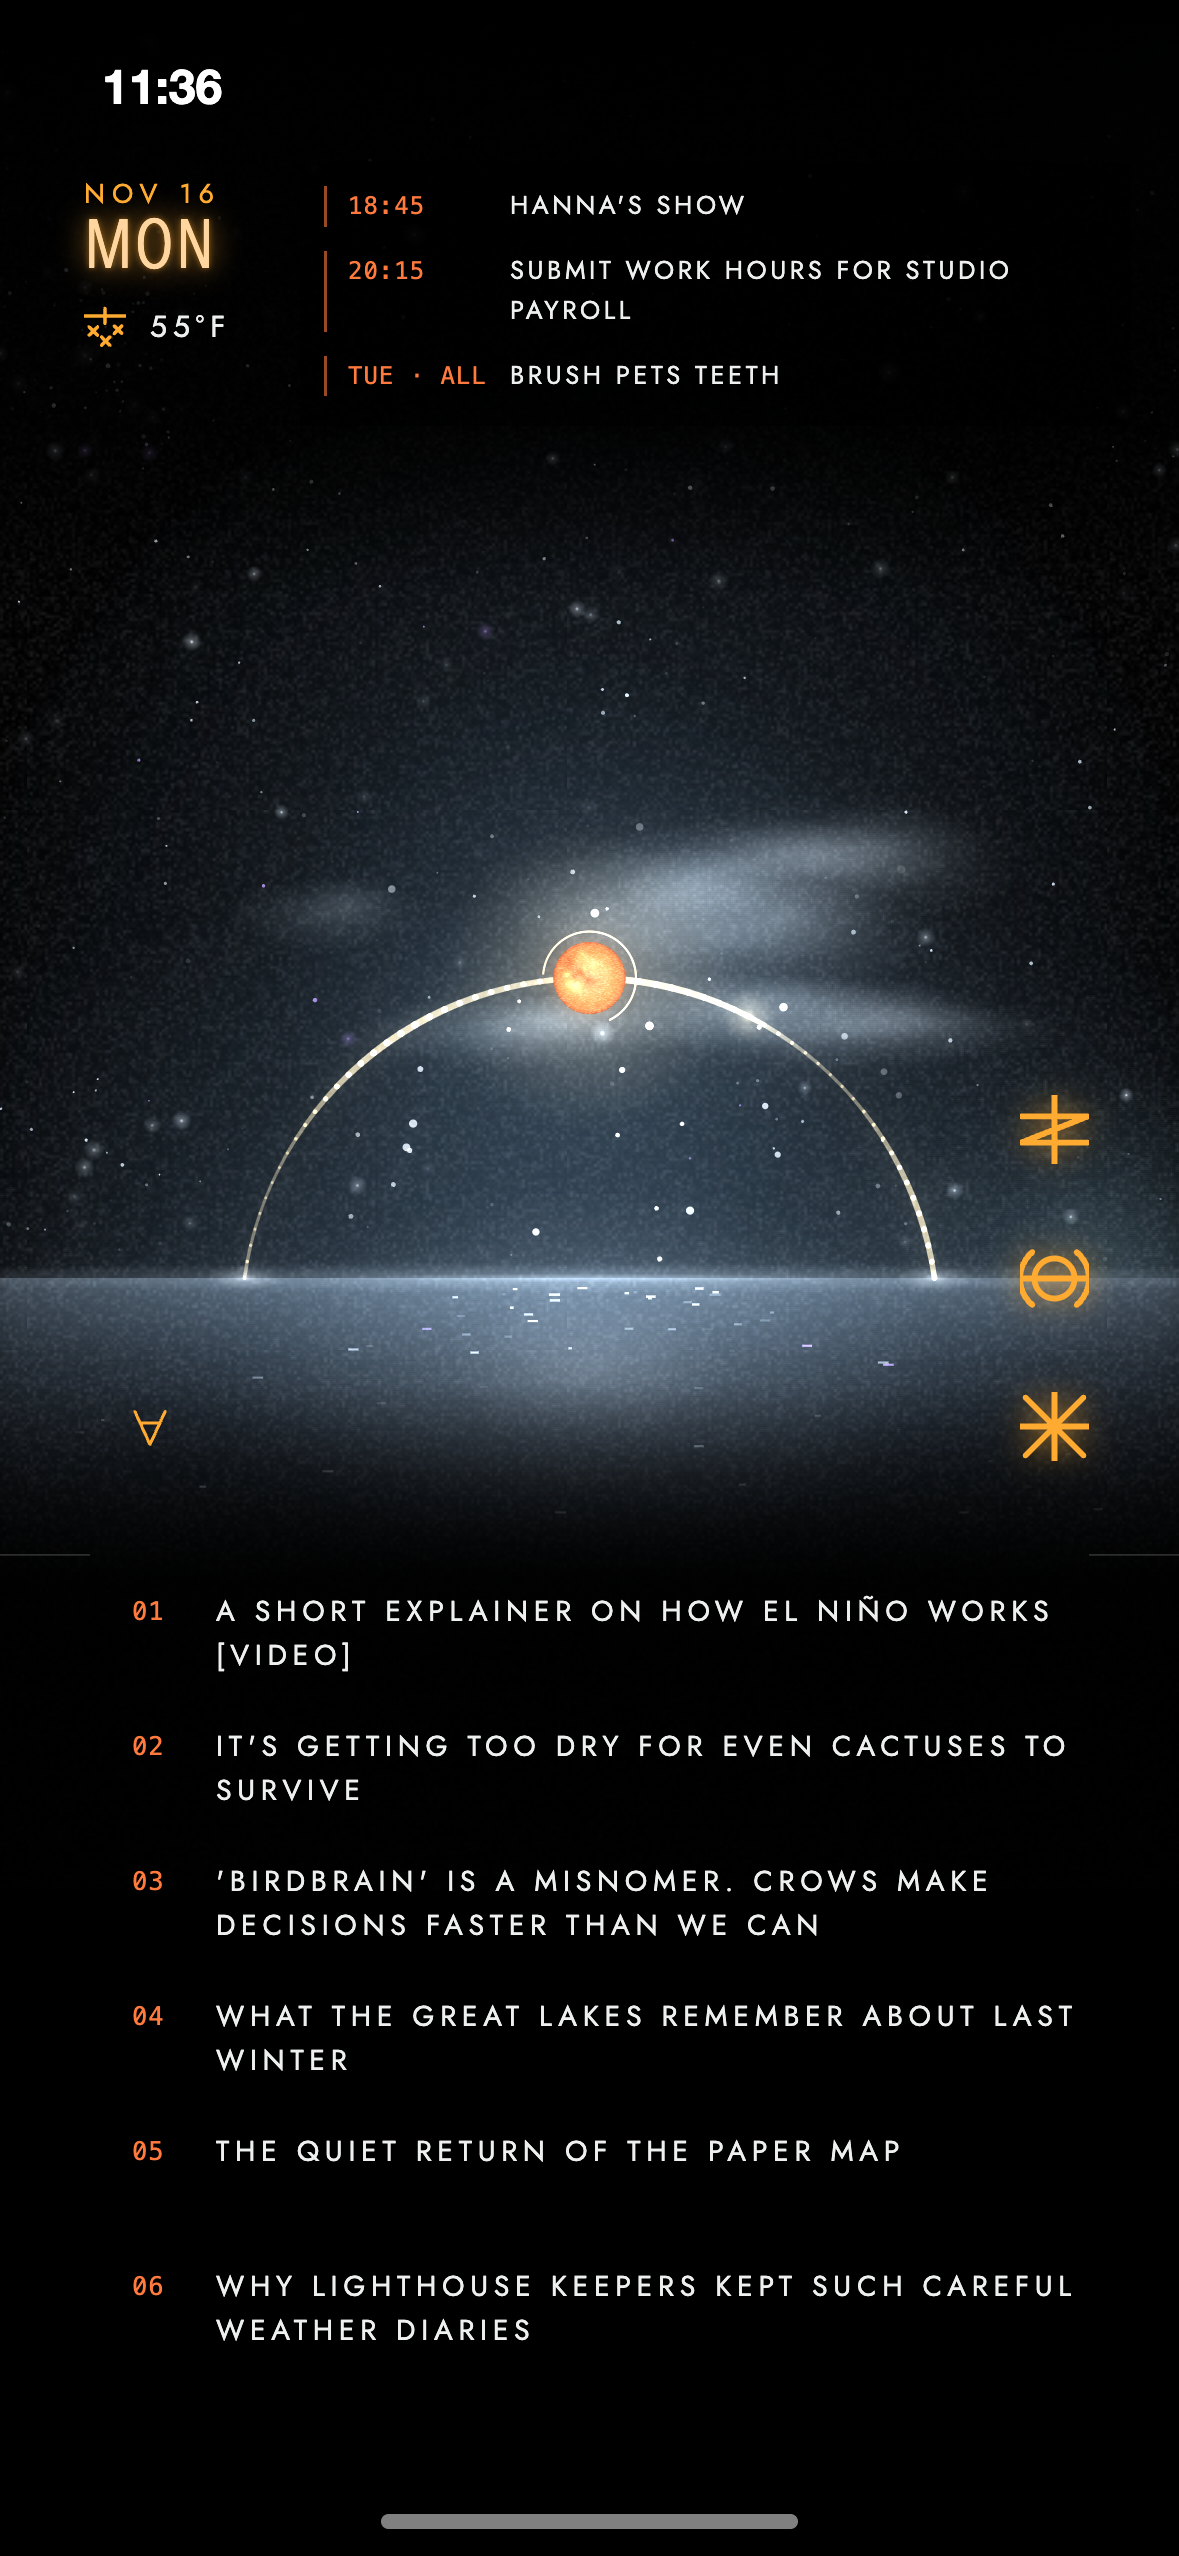 11:36
NOV 16
MON
55°F
18:45 HANNA'S SHOW
20:15 SUBMIT WORK HOURS FOR STUDIO
PAYROLL
TUE · ALL BRUSH PETS TEETH
∀
01 A SHORT EXPLAINER ON HOW EL NIÑO WORKS
[VIDEO]
02 IT'S GETTING TOO DRY FOR EVEN CACTUSES TO
SURVIVE
03 'BIRDBRAIN' IS A MISNOMER. CROWS MAKE
DECISIONS FASTER THAN WE CAN
04 WHAT THE GREAT LAKES REMEMBER ABOUT LAST
WINTER
05 THE QUIET RETURN OF THE PAPER MAP
06 WHY LIGHTHOUSE KEEPERS KEPT SUCH CAREFUL
WEATHER DIARIES